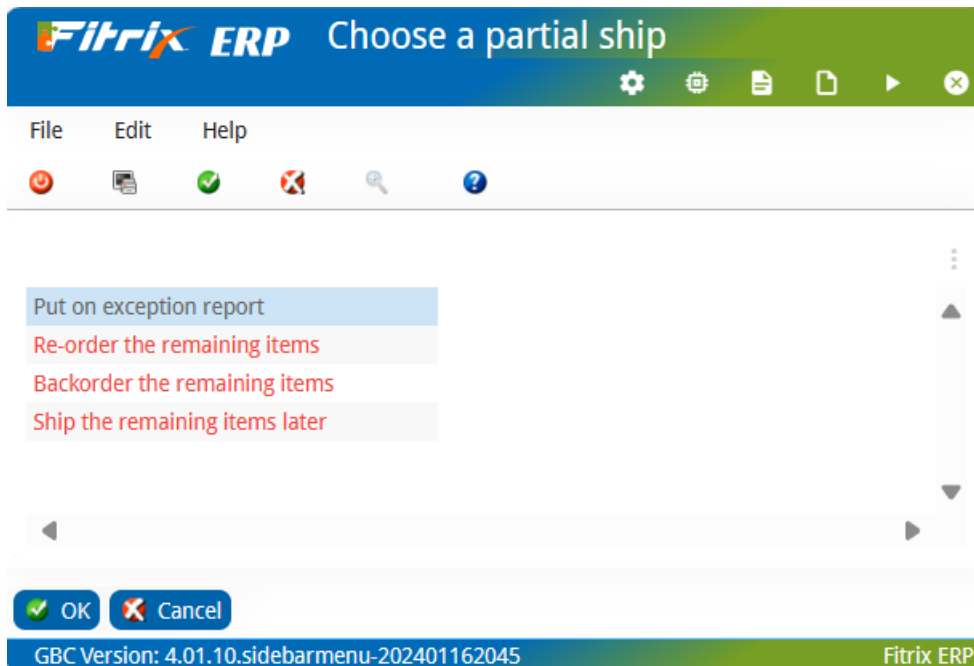 Fitrix ERP Choose a partial ship
File Edit Help
Put on exception report
Re-order the remaining items
Backorder the remaining items
Ship the remaining items later
OK Cancel
GBC Version: 4.01.10.sidebarmenu-202401162045 Fitrix ERP